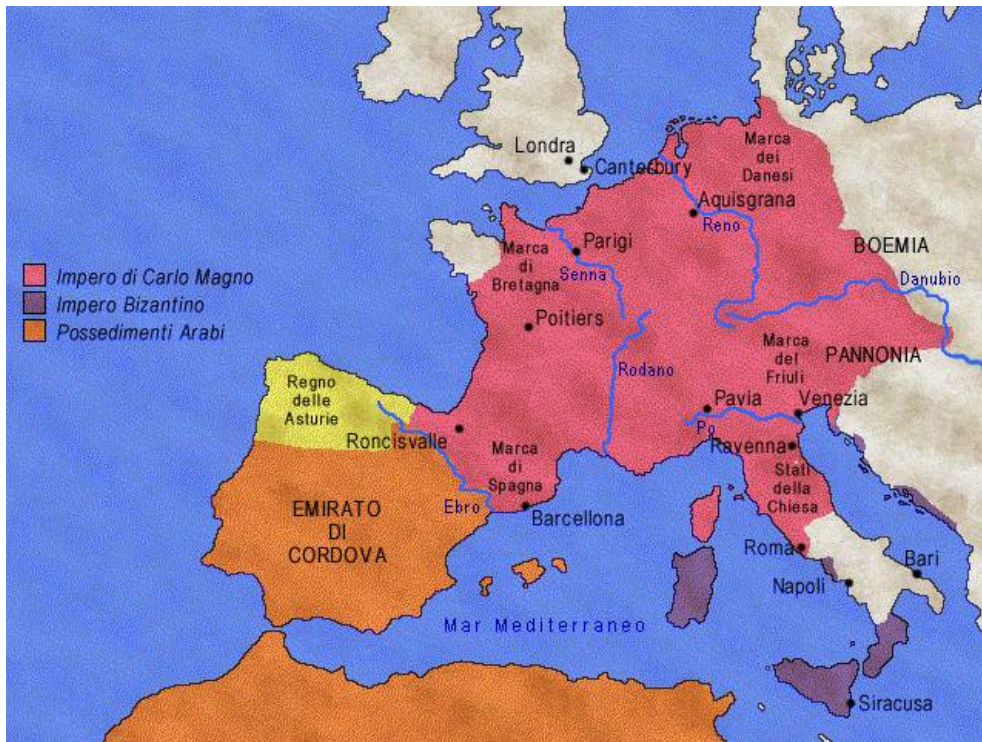 Londra
Canterbury
Marca
dei
Danesi
Aquisgrana
Reno
BOEMIA
Danubio
Marca
di
Bretagna
Parigi
Senna
Impero di Carlo Magno
Impero Bizantino
Possedimenti Arabi
Poitiers
Marca
del
Friuli
PANNONIA
Rodano
Regno
delle
Asturie
Pavia
Venezia
Po
Ravenna
Roncisvalle
Marca
di
Spagna
Stati
della
Chiesa
Ebro
Barcellona
EMIRATO
DI
CORDOVA
Roma
Bari
Napoli
Mar Mediterraneo
Siracusa